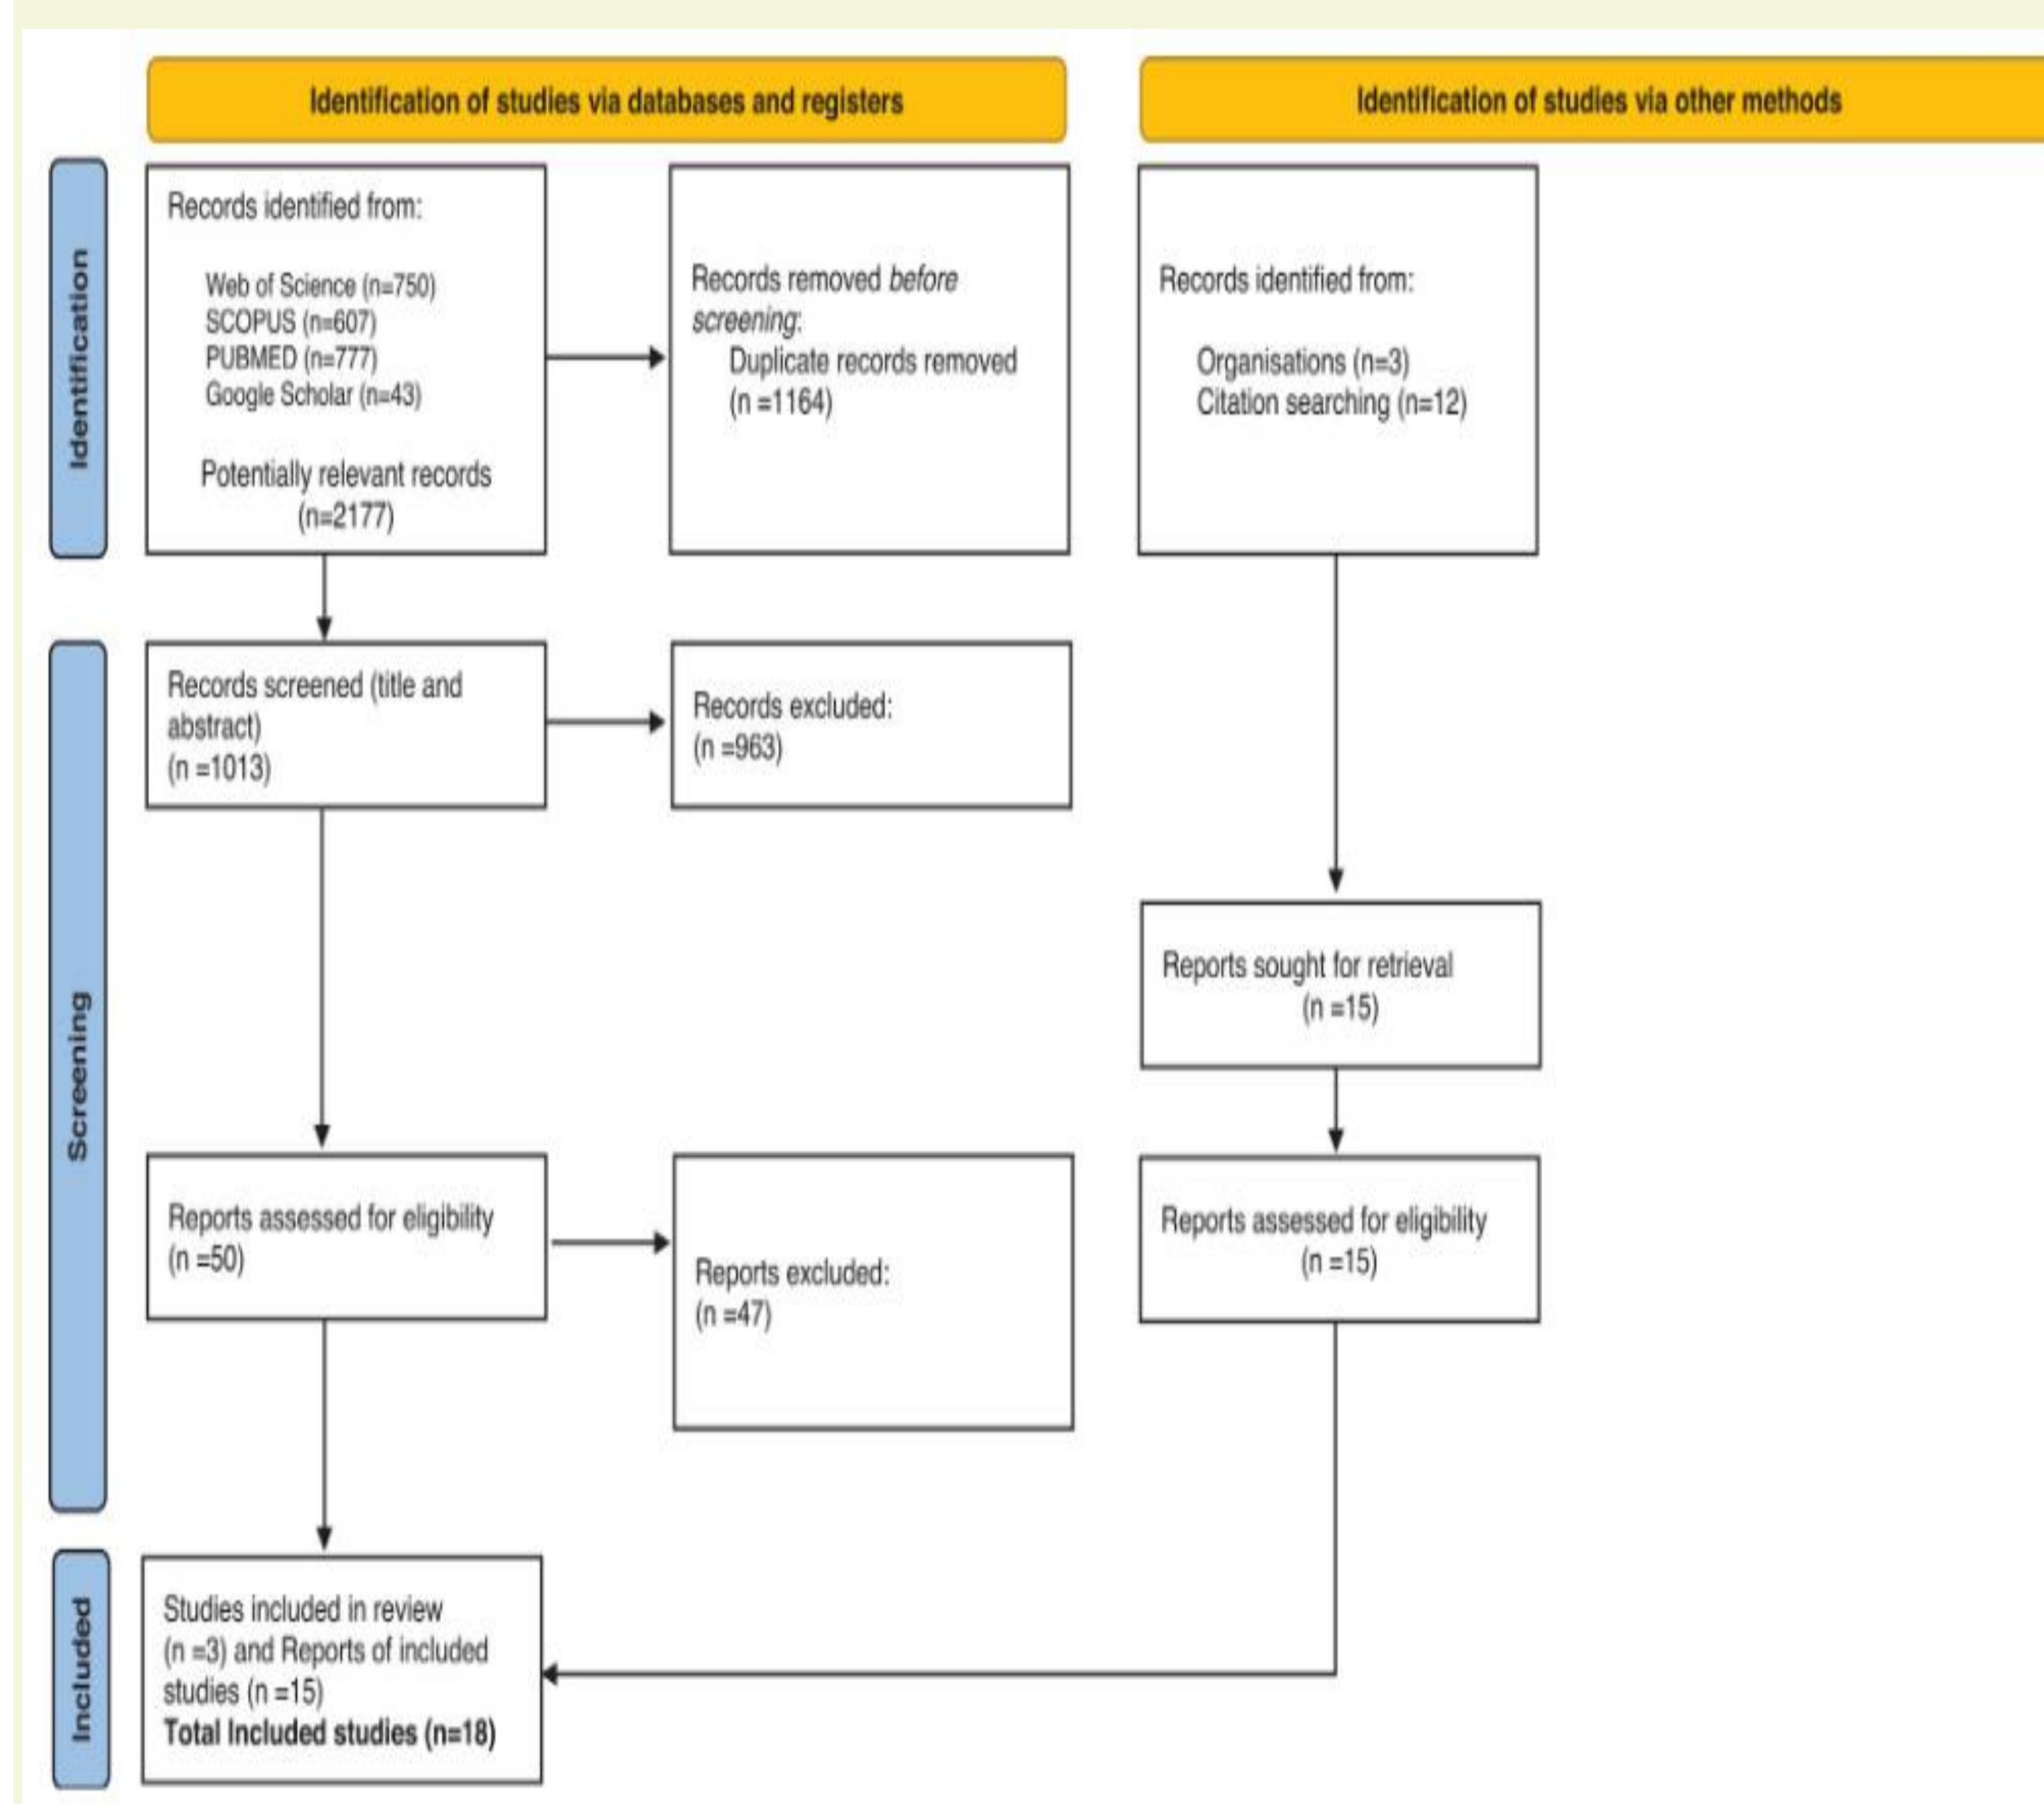 Identification of studies via databases and registers
Identification of studies via other methods
Identification
Records identified from:
Web of Science (n=750)
SCOPUS (n=607)
PUBMED (n=777)
Google Scholar (n=43)
Potentially relevant records
(n=2177)
Records removed before
screening:
Duplicate records removed
(n =1164)
Records identified from:
Organisations (n=3)
Citation searching (n=12)
Screening
Records screened (title and
abstract)
(n =1013)
Records excluded:
(n =963)
Reports sought for retrieval
(n =15)
Reports assessed for eligibility
(n =50)
Reports excluded:
(n =47)
Reports assessed for eligibility
(n =15)
Included
Studies included in review
(n =3) and Reports of included
studies (n =15)
Total Included studies (n=18)